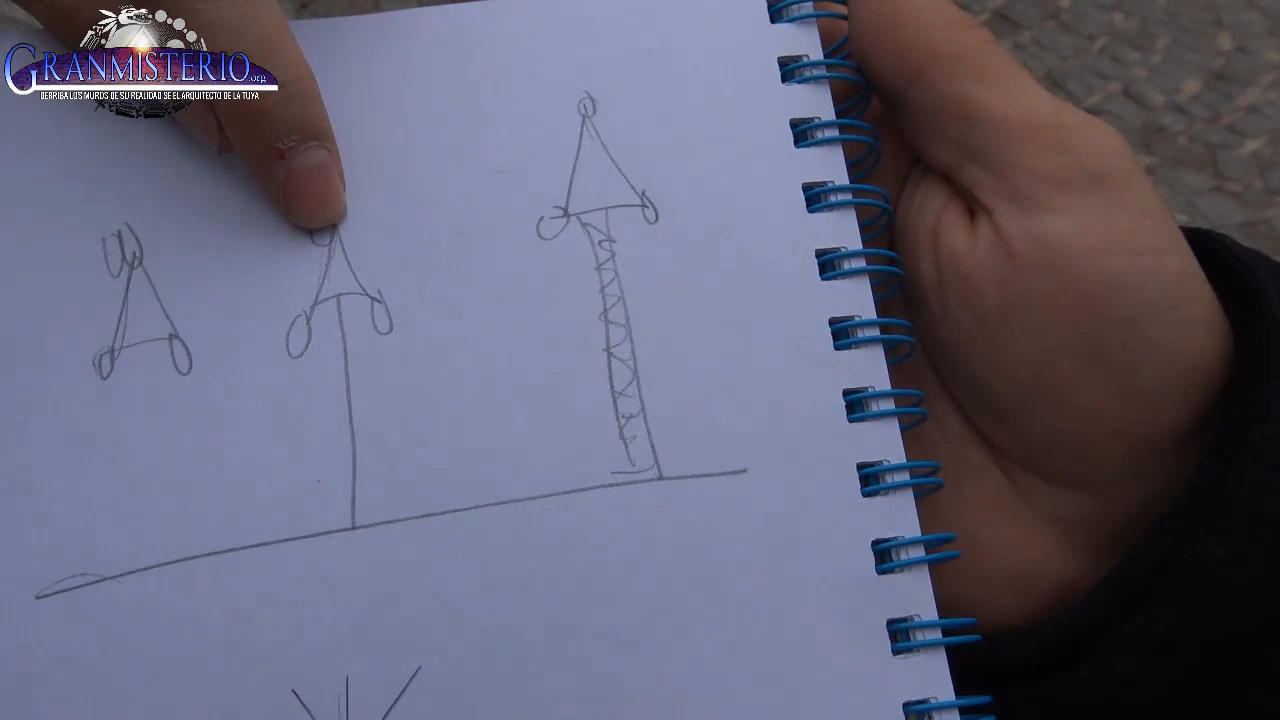 GRANMISTERIO.org
DERRIBA LOS MUROS DE SU REALIDAD SE EL ARQUITECTO DE LA TUYA